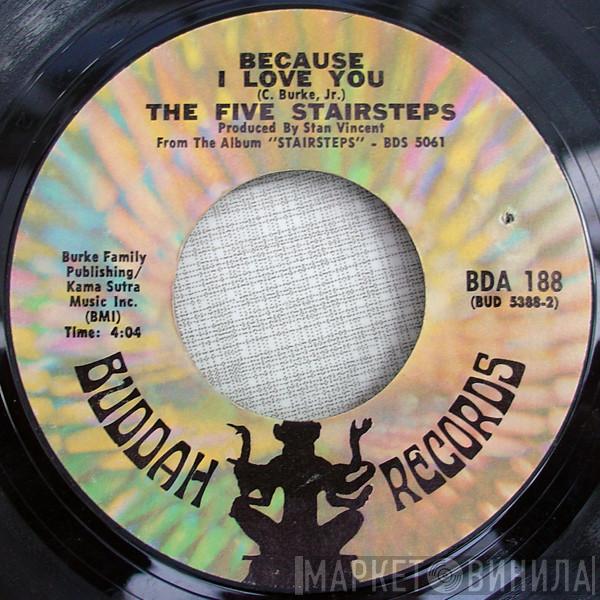 BECAUSE
I LOVE YOU
(C. Burke, Jr.)
THE FIVE STAIRSTEPS
Produced By Stan Vincent
From The Album "STAIRSTEPS" - BDS 5061
Burke Family
Publishing/
Kama Sutra
Music Inc.
(BMI)
Time: 4:04
BDA 188
(BUD 5388-2)
BUDDAH RECORDS
МАРКЕТ ВИНИЛА